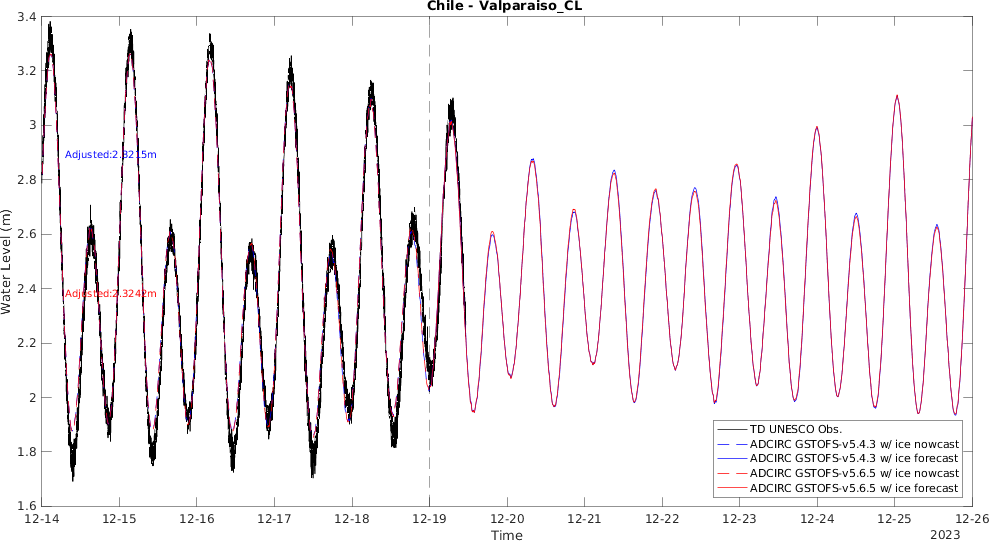 Chile - Valparaiso_CL
Water Level (m)
3.4
3.2
3
2.8
2.6
2.4
2.2
2
1.8
1.6
Adjusted:2.3215m
Adjusted:2.3242m
TD UNESCO Obs.
ADCIRC GSTOFS-v5.4.3 w/ ice nowcast
ADCIRC GSTOFS-v5.4.3 w/ ice forecast
ADCIRC GSTOFS-v5.6.5 w/ ice nowcast
ADCIRC GSTOFS-v5.6.5 w/ ice forecast
12-14 12-15 12-16 12-17 12-18 12-19 12-20 12-21 12-22 12-23 12-24 12-25 12-26
Time
2023